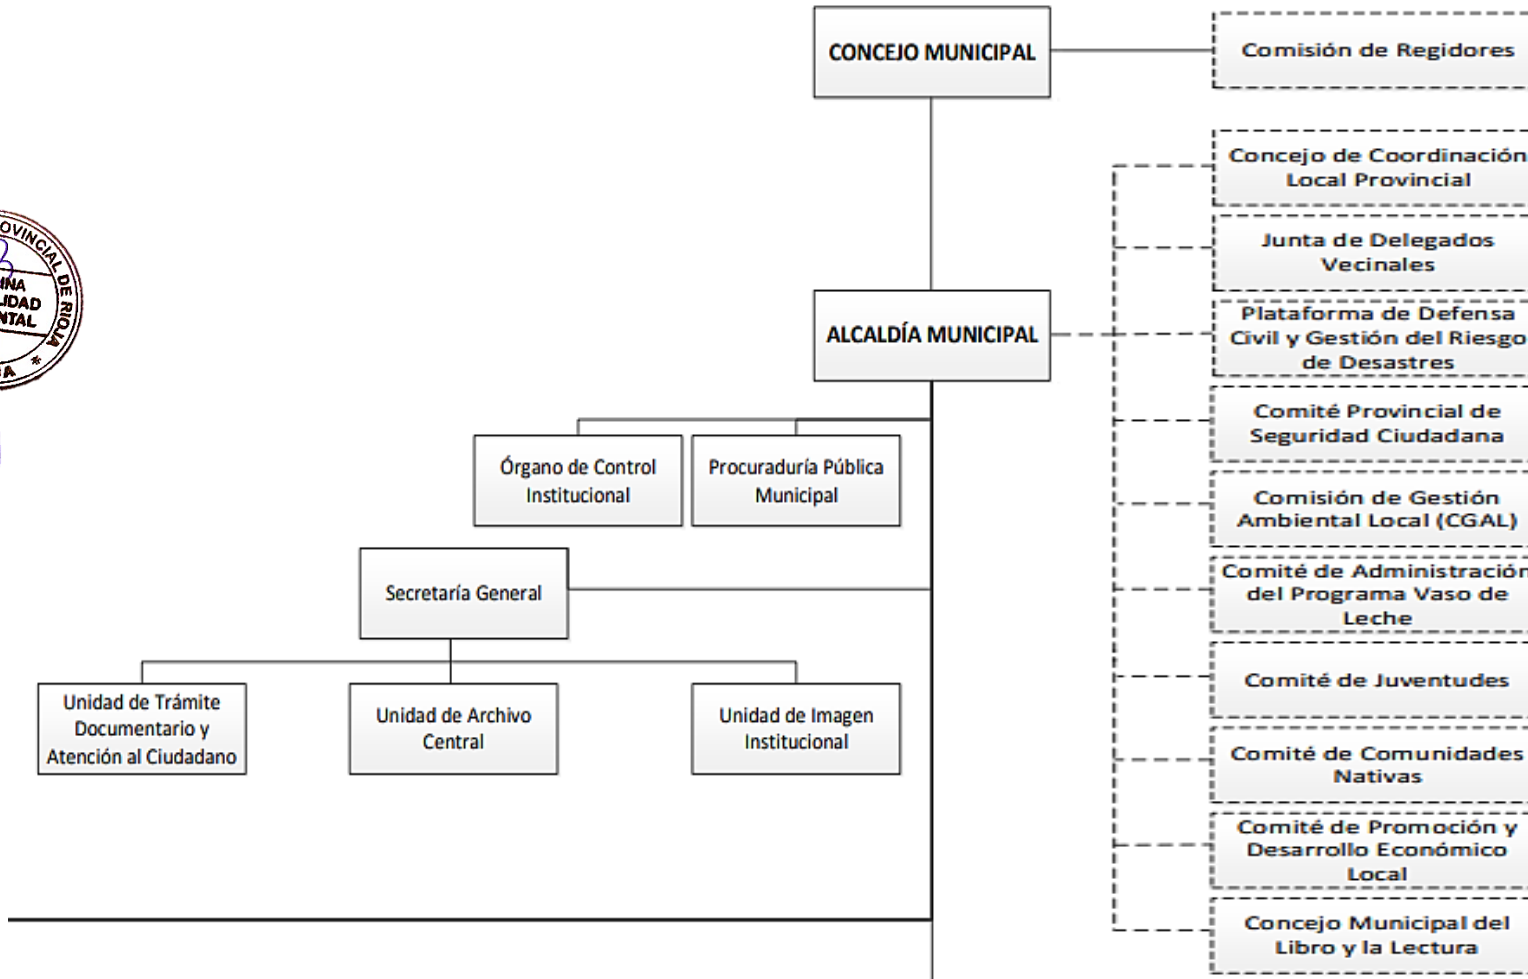 CONCEJO MUNICIPAL
Comisión de Regidores
Concejo de Coordinación
Local Provincial
Junta de Delegados
Vecinales
Plataforma de Defensa
Civil y Gestión del Riesgo
de Desastres
ALCALDÍA MUNICIPAL
Comité Provincial de
Seguridad Ciudadana
Órgano de Control
Institucional
Procuraduría Pública
Municipal
Comisión de Gestión
Ambiental Local (CGAL)
Secretaría General
Comité de Administración
del Programa Vaso de
Leche
Unidad de Trámite
Documentario y
Atención al Ciudadano
Unidad de Archivo
Central
Unidad de Imagen
Institucional
Comité de Juventudes
Comité de Comunidades
Nativas
Comité de Promoción y
Desarrollo Económico
Local
Concejo Municipal del
Libro y la Lectura
DE RIOJA